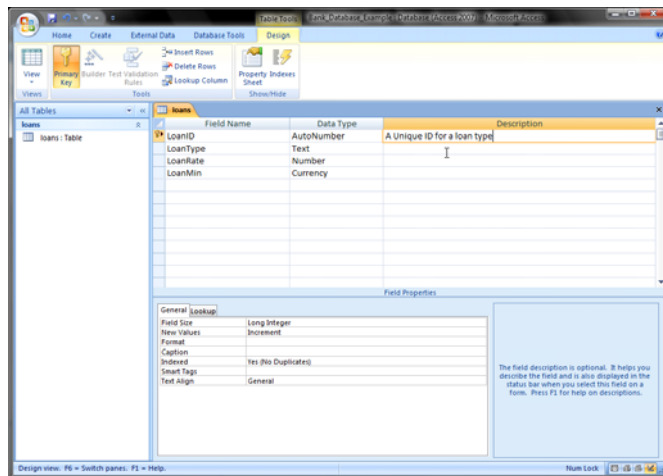 Table Tools Bank_Database_Example : Database (Access 2007) - Microsoft Access
Home Create External Data Database Tools Design
View Primary Key Builder Test Validation Rules Insert Rows Delete Rows Lookup Column Property Sheet Indexes
Views Tools Show/Hide
All Tables loans
loans Field Name Data Type Description
loans : Table LoanID AutoNumber A Unique ID for a loan type
LoanType Text
LoanRate Number
LoanMin Currency
Field Properties
General Lookup
Field Size Long Integer
New Values Increment
Format
Caption
Indexed Yes (No Duplicates)
Smart Tags
Text Align General
The field description is optional. It helps you
describe the field and is also displayed in the
status bar when you select this field on a
form. Press F1 for help on descriptions.
Design view. F6 = Switch panes. F1 = Help. Num Lock